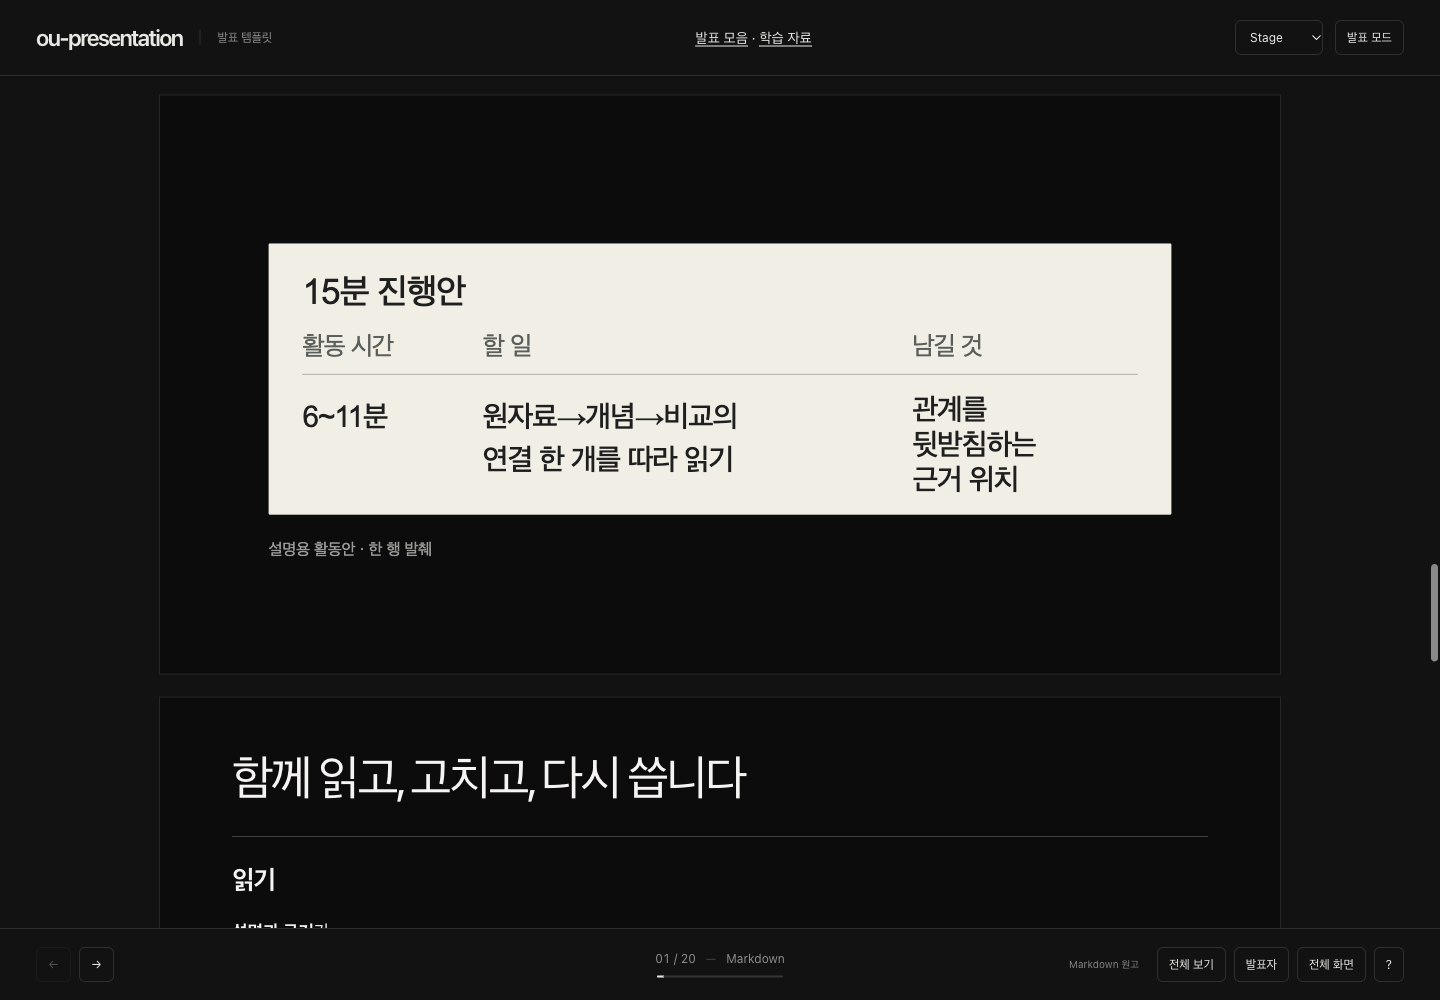 ou-presentation
발표 템플릿
발표 모음 · 학습 자료
Stage
발표 모드
15분 진행안
활동 시간
할 일
남길 것
6~11분
원자료→개념→비교의
연결 한 개를 따라 읽기
관계를
뒷받침하는
근거 위치
설명용 활동안 · 한 행 발췌
함께 읽고, 고치고, 다시 씁니다
읽기
←
→
01 / 20 — Markdown
Markdown 원고
전체 보기
발표자
전체 화면
?